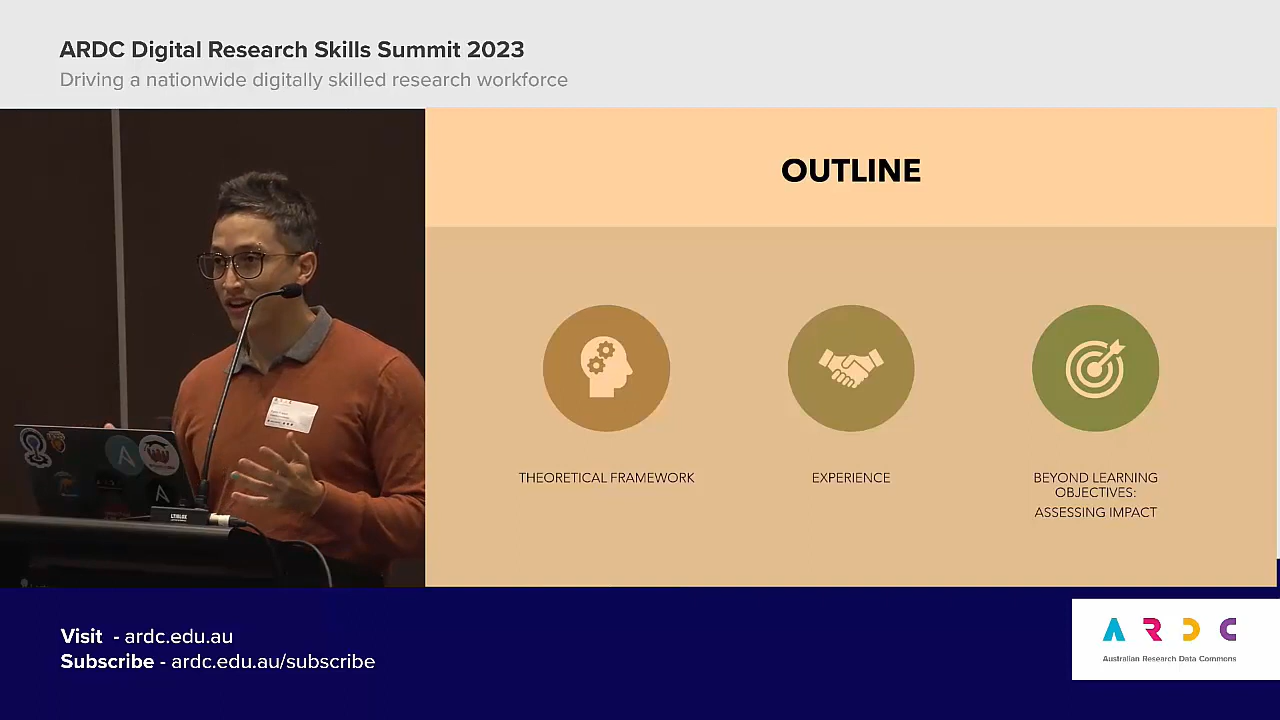 ARDC Digital Research Skills Summit 2023
Driving a nationwide digitally skilled research workforce
OUTLINE
THEORETICAL FRAMEWORK
EXPERIENCE
BEYOND LEARNING
OBJECTIVES:
ASSESSING IMPACT
Visit - ardc.edu.au
Subscribe - ardc.edu.au/subscribe
ARDC
Australian Research Data Commons